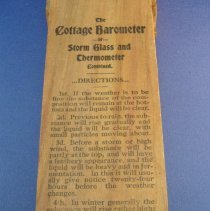 The
Cottage Barometer
—or—
Storm Glass and
Thermometer
Combined.
...DIRECTIONS...
1st. If the weather is to be
fine the substance of the com-
position will remain at the bot-
tom and the liquid will be clear.
2d. Previous to rain, the sub-
stance will rise gradually and
the liquid will be clear, with
small particles moving about.
3d. Before a storm or high
wind, the substance will be
partly at the top, and will have
a feathery appearance, and the
liquid will be heavy and in fer-
mentation. In this it will usu-
ally give notice twenty-four
hours before the weather
changes.
4th. In winter generally the
will rise rather high